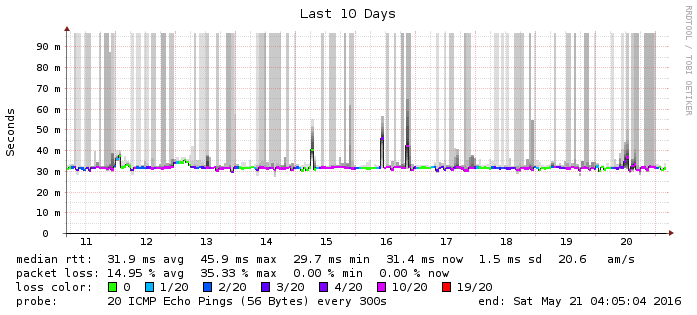 Last 10 Days
RRDTOOL / TOBI OETIKER
Seconds
90 m
80 m
70 m
60 m
50 m
40 m
30 m
20 m
10 m
0
11 12 13 14 15 16 17 18 19 20
median rtt: 31.9 ms avg 45.9 ms max 29.7 ms min 31.4 ms now 1.5 ms sd 20.6 am/s
packet loss: 14.95 % avg 35.33 % max 0.00 % min 0.00 % now
loss color: 0 1/20 2/20 3/20 4/20 10/20 19/20
probe: 20 ICMP Echo Pings (56 Bytes) every 300s end: Sat May 21 04:05:04 2016